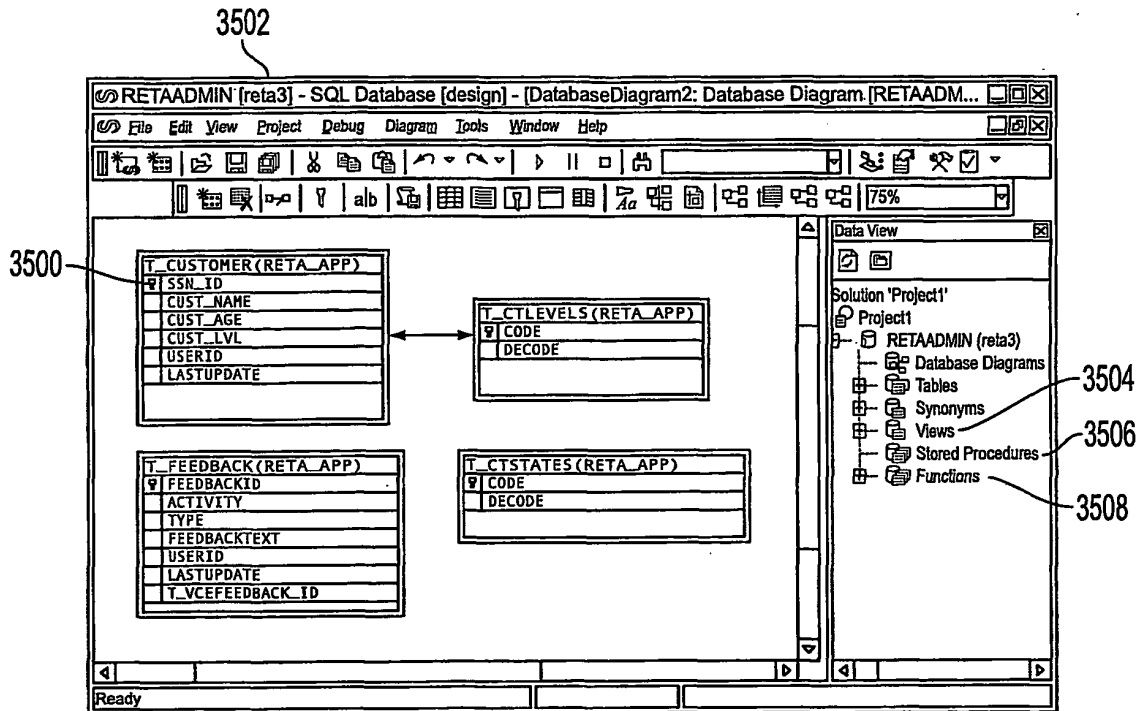 3502
RETAADMIN [reta3] - SQL Database [design] - [DatabaseDiagram2: Database Diagram [RETAADM...
File Edit View Project Debug Diagram Tools Window Help
a|b Aa 75%
Data View
3500
T_CUSTOMER(RETA_APP)
SSN_ID
CUST_NAME
CUST_AGE
CUST_LVL
USERID
LASTUPDATE
T_CTLEVELS(RETA_APP)
CODE
DECODE
T_FEEDBACK(RETA_APP)
FEEDBACKID
ACTIVITY
TYPE
FEEDBACKTEXT
USERID
LASTUPDATE
T_VCEFEEDBACK_ID
T_CTSTATES(RETA_APP)
CODE
DECODE
Solution 'Project1'
Project1
RETAADMIN (reta3)
Database Diagrams
Tables
Synonyms
Views
Stored Procedures
Functions
3504
3506
3508
Ready